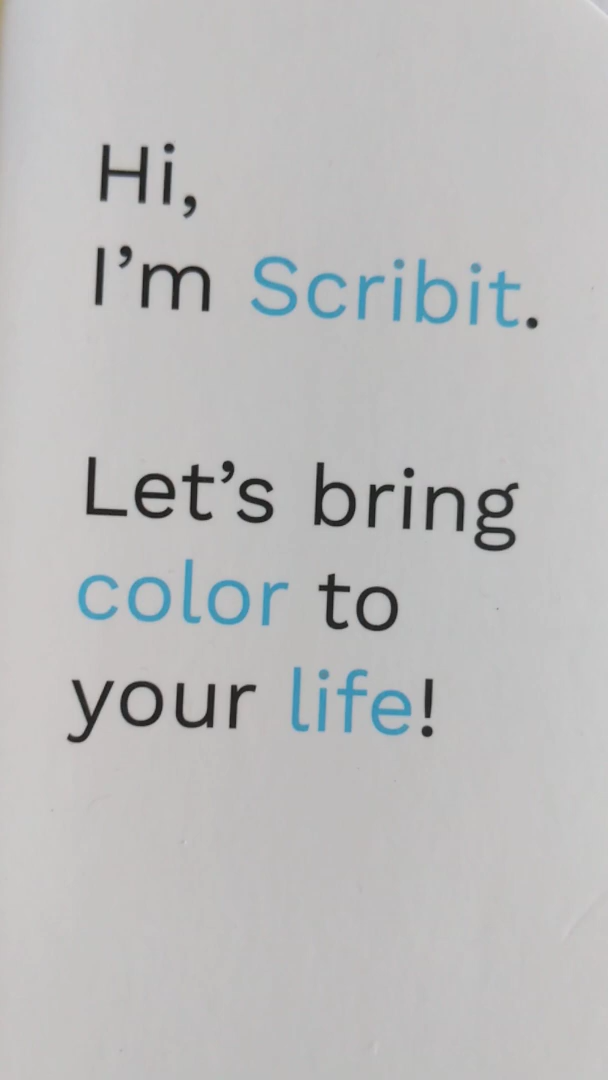 Hi,
I’m Scribit.
Let’s bring
color to
your life!